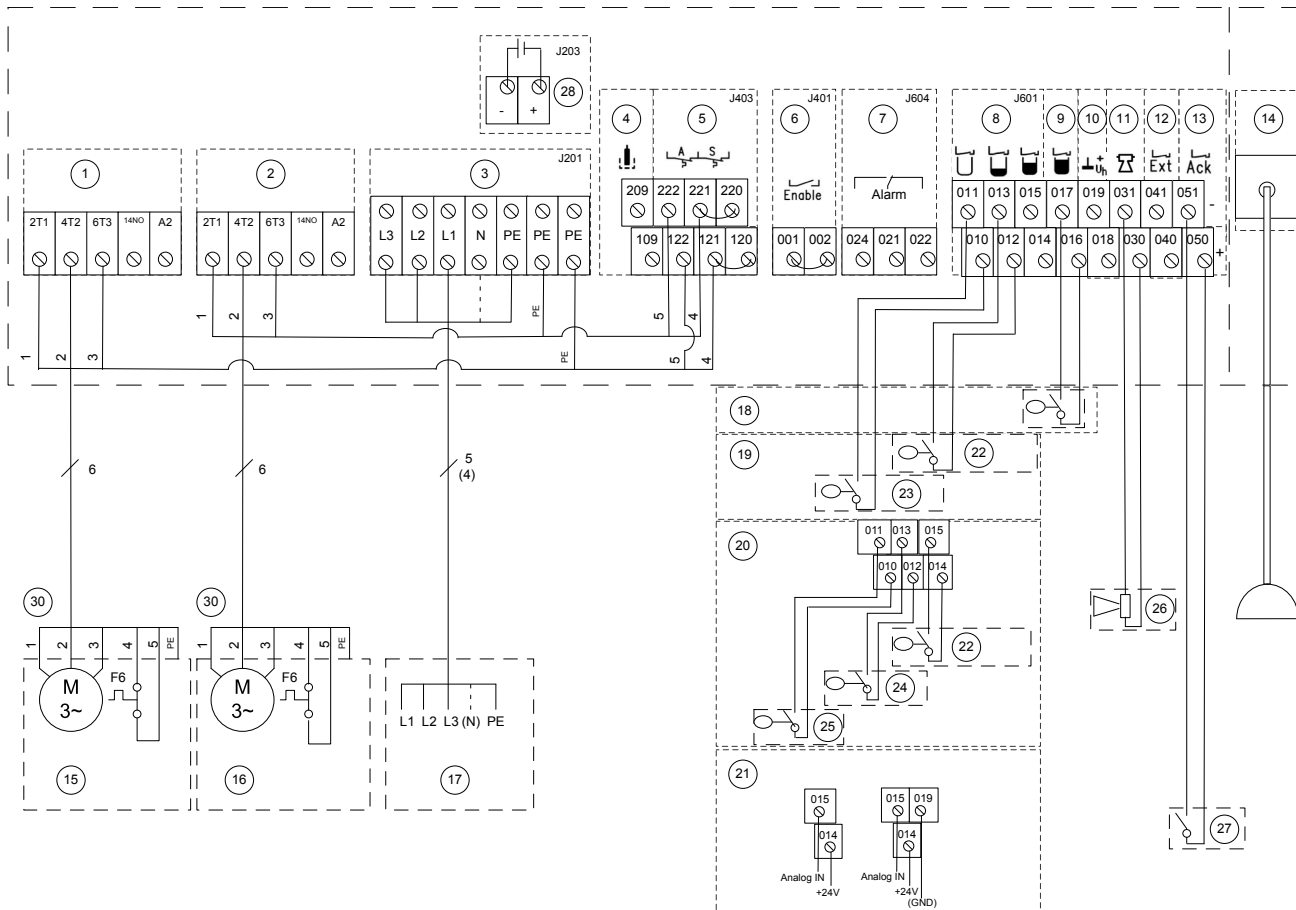 J203
28
- +
4
5
J403
6
J401
7
J604
8
J601
9
10
11
12
13
14
A S
+
Uh
Enable
Alarm
Ext
Ack
1
2
3
J201
209 222 221 220
109 122 121 120
001 002
024 021 022
011 013 015 017 019 031 041 051 -
010 012 014 016 018 030 040 050 +
2T1 4T2 6T3 14NO A2
2T1 4T2 6T3 14NO A2
L3 L2 L1 N PE PE PE
1 2 3 PE 5 4
1 2 3 PE 5 4
18
19
22
23
6
6
5
(4)
20
011 013 015
010 012 014
22
24
25
26
27
30
30
1 2 3 4 5 PE
1 2 3 4 5 PE
M
3~
F6
M
3~
F6
L1 L2 L3 (N) PE
15
16
17
21
015
014
Analog IN
+24V
015 019
014
Analog IN
+24V
(GND)